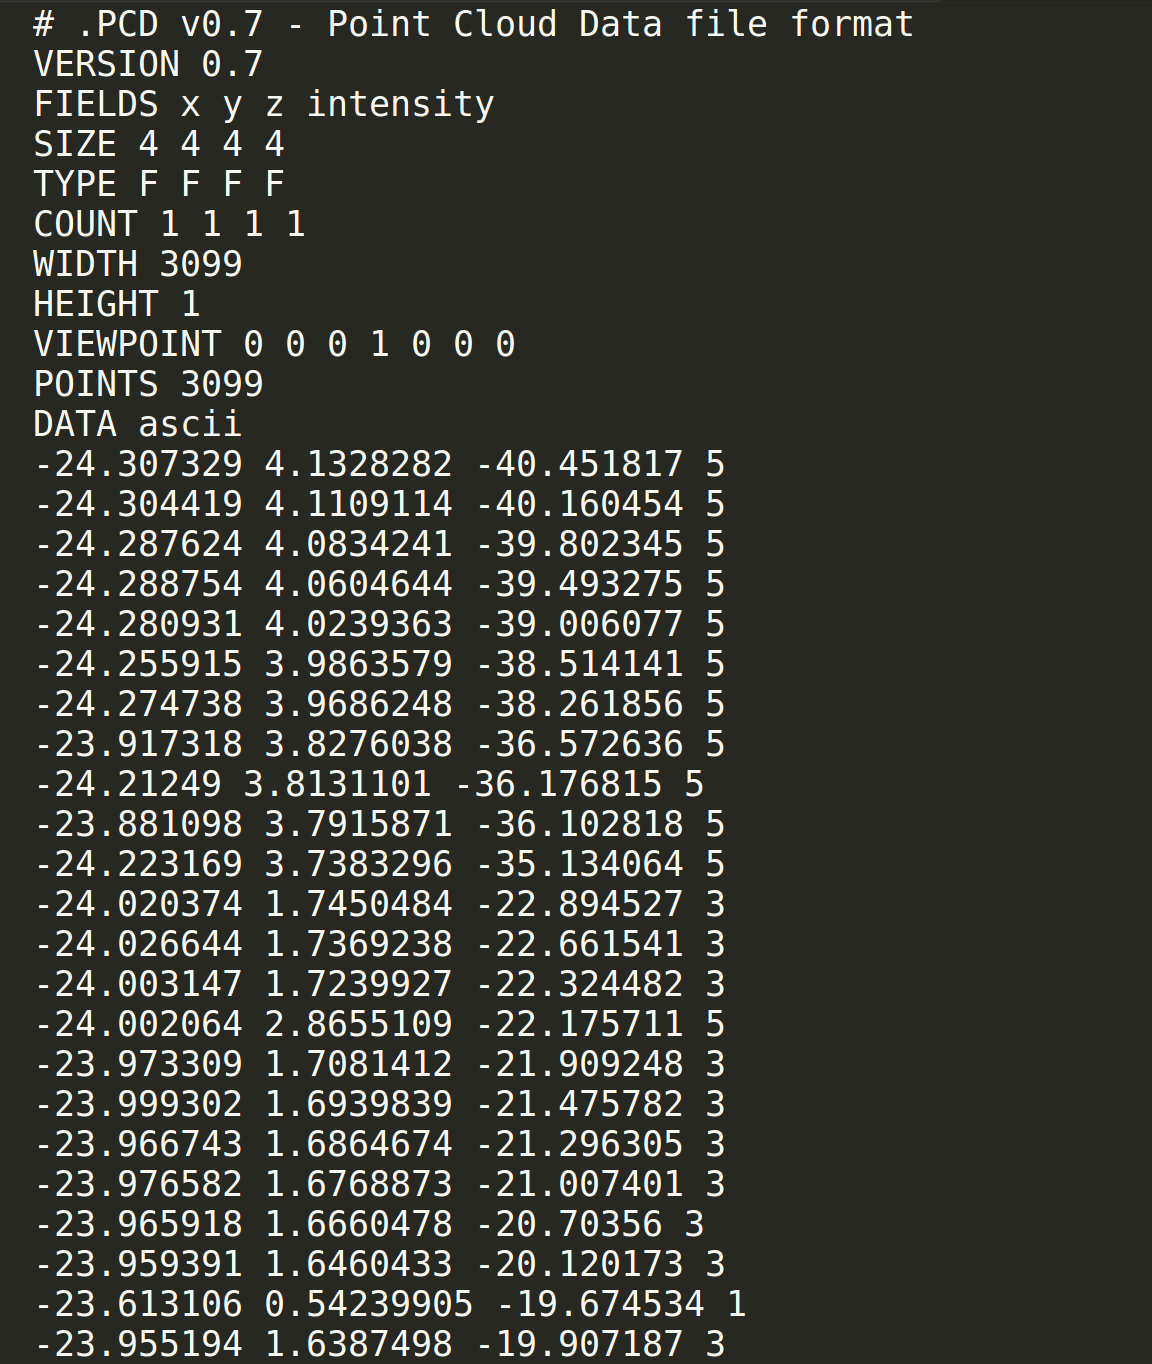 # .PCD v0.7 - Point Cloud Data file format
VERSION 0.7
FIELDS x y z intensity
SIZE 4 4 4 4
TYPE F F F F
COUNT 1 1 1 1
WIDTH 3099
HEIGHT 1
VIEWPOINT 0 0 0 1 0 0 0
POINTS 3099
DATA ascii
-24.307329 4.1328282 -40.451817 5
-24.304419 4.1109114 -40.160454 5
-24.287624 4.0834241 -39.802345 5
-24.288754 4.0604644 -39.493275 5
-24.280931 4.0239363 -39.006077 5
-24.255915 3.9863579 -38.514141 5
-24.274738 3.9686248 -38.261856 5
-23.917318 3.8276038 -36.572636 5
-24.21249 3.8131101 -36.176815 5
-23.881098 3.7915871 -36.102818 5
-24.223169 3.7383296 -35.134064 5
-24.020374 1.7450484 -22.894527 3
-24.026644 1.7369238 -22.661541 3
-24.003147 1.7239927 -22.324482 3
-24.002064 2.8655109 -22.175711 5
-23.973309 1.7081412 -21.909248 3
-23.999302 1.6939839 -21.475782 3
-23.966743 1.6864674 -21.296305 3
-23.976582 1.6768873 -21.007401 3
-23.965918 1.6660478 -20.70356 3
-23.959391 1.6460433 -20.120173 3
-23.613106 0.54239905 -19.674534 1
-23.955194 1.6387498 -19.907187 3